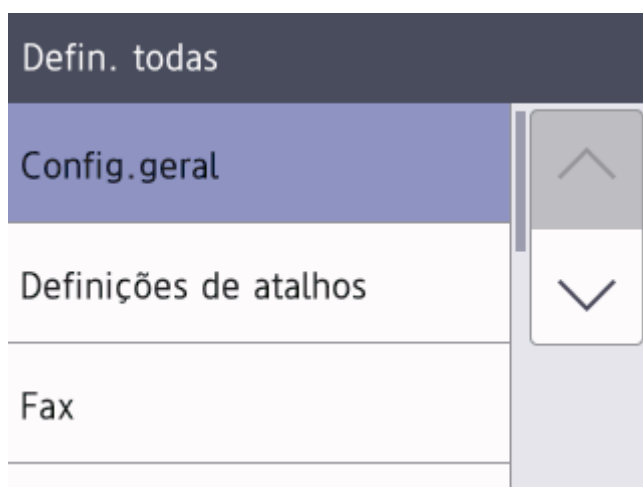 Defin. todas
Config.geral
Definições de atalhos
Fax